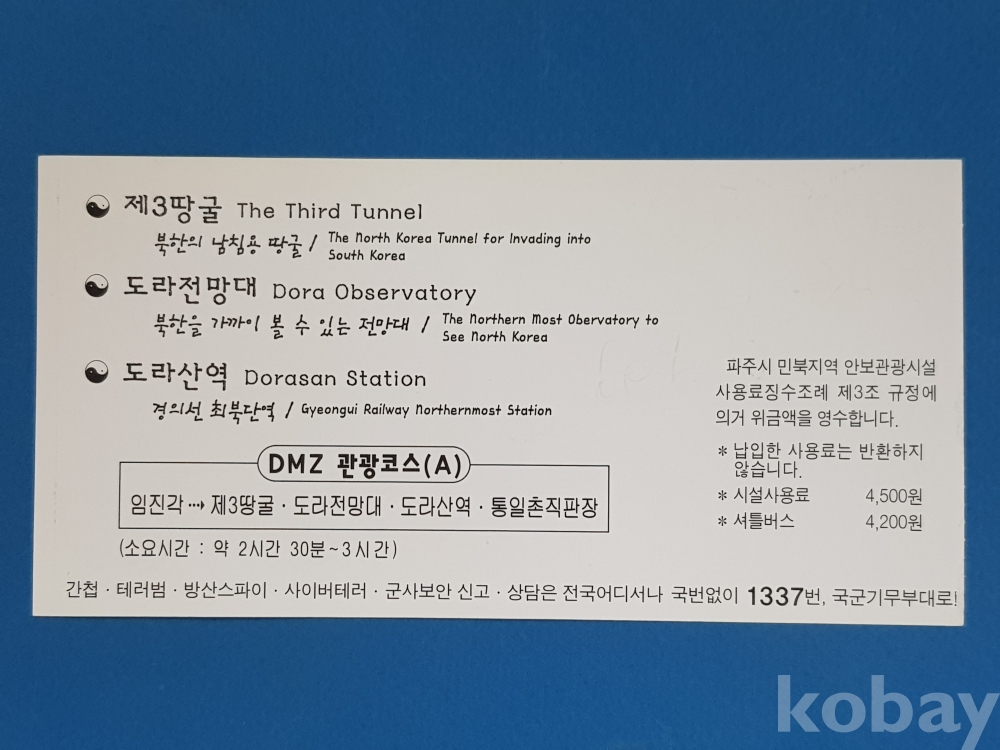 제3땅굴 The Third Tunnel
북한의 남침용 땅굴 / The North Korea Tunnel for Invading into
South Korea
도라전망대 Dora Observatory
북한을 가까이 볼 수 있는 전망대 / The Northern Most Obervatory to
See North Korea
도라산역 Dorasan Station
경의선 최북단역 / Gyeongui Railway Northernmost Station
DMZ 관광코스(A)
임진각 ⇢ 제3땅굴 · 도라전망대 · 도라산역 · 통일촌직판장
(소요시간 : 약 2시간 30분~3시간)
파주시 민북지역 안보관광시설
사용료징수조례 제3조 규정에
의거 위금액을 영수합니다.
* 납입한 사용료는 반환하지
않습니다.
* 시설사용료 4,500원
* 셔틀버스 4,200원
간첩 · 테러범 · 방산스파이 · 사이버테러 · 군사보안 신고 · 상담은 전국어디서나 국번없이 1337번, 국군기무부대로!
kobay